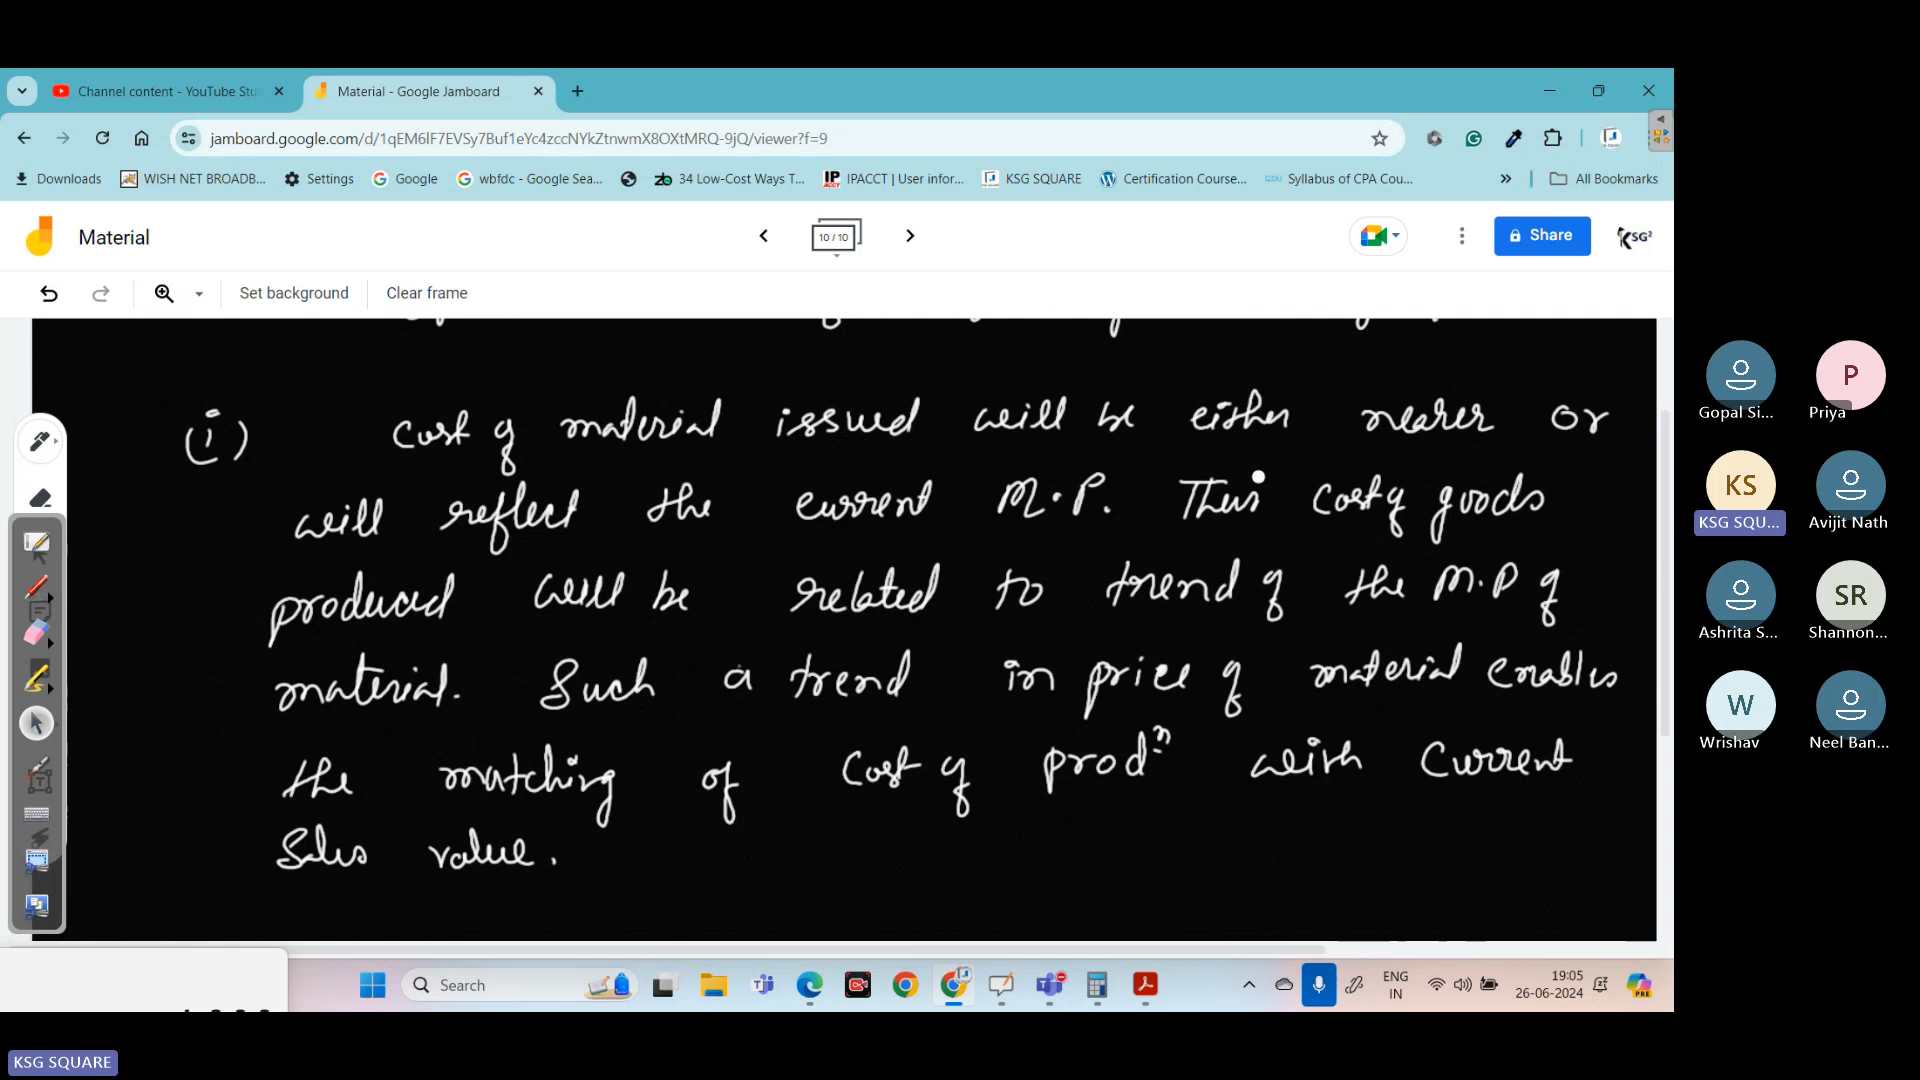 Channel content - YouTube Stu
Material - Google Jamboard
jamboard.google.com/d/1qEM6lF7EVSy7Buf1eYc4zccNYkZtnwmX8OXtMRQ-9jQ/viewer?f=9
Downloads WISH NET BROADB... Settings Google wbfdc - Google Sea... 34 Low-Cost Ways T... IPACCT | User infor... KSG SQUARE Certification Course... Syllabus of CPA Cou... » All Bookmarks
Material 10 / 10 Share KSG²
Set background Clear frame
(i) Cost of material issued will be either nearer or
will reflect the current M.P. Thus cost of goods
produced will be related to trend of the M.P of
material. Such a trend in price of material enables
the matching of cost of prodⁿ with current
Sales value.
Gopal Si... Priya
KS
KSG SQU... Avijit Nath
SR
Ashrita S... Shannon...
W
Wrishav Neel Ban...
P
Search
ENG
IN
19:05
26-06-2024
PRE
KSG SQUARE